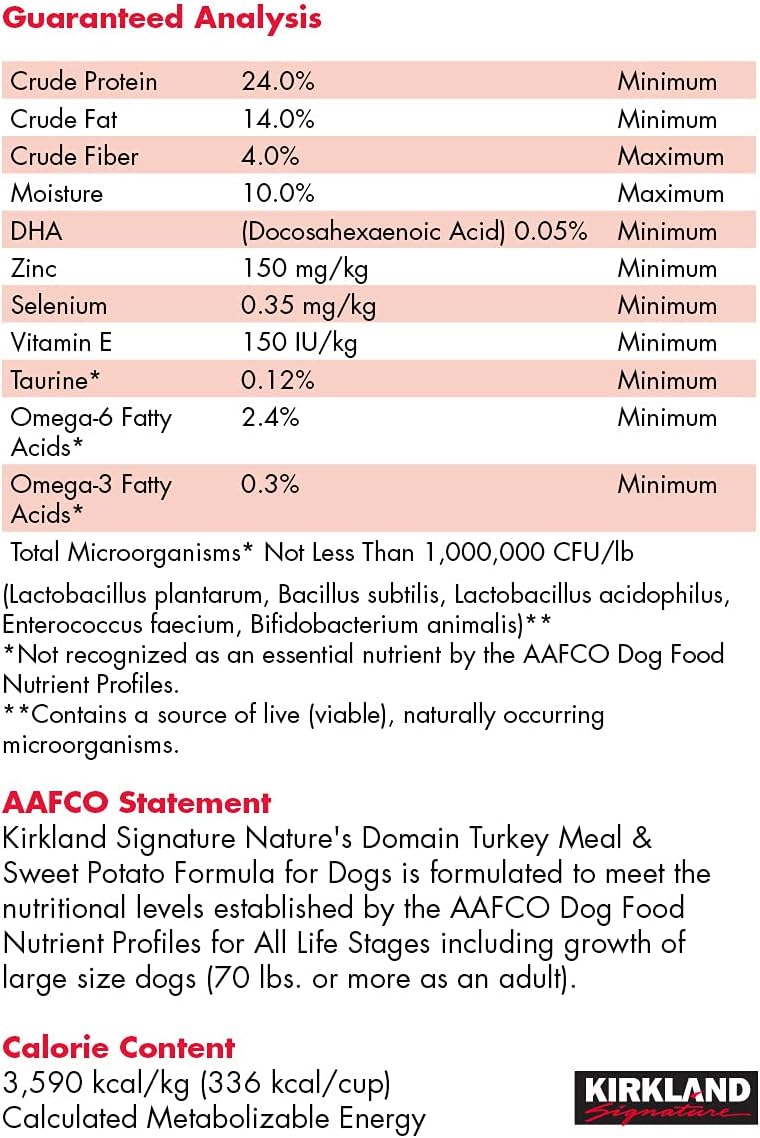 Guaranteed Analysis
Crude Protein 24.0% Minimum
Crude Fat 14.0% Minimum
Crude Fiber 4.0% Maximum
Moisture 10.0% Maximum
DHA (Docosahexaenoic Acid) 0.05% Minimum
Zinc 150 mg/kg Minimum
Selenium 0.35 mg/kg Minimum
Vitamin E 150 IU/kg Minimum
Taurine* 0.12% Minimum
Omega-6 Fatty 2.4% Minimum
Acids*
Omega-3 Fatty 0.3% Minimum
Acids*
Total Microorganisms* Not Less Than 1,000,000 CFU/lb
(Lactobacillus plantarum, Bacillus subtilis, Lactobacillus acidophilus,
Enterococcus faecium, Bifidobacterium animalis)**
*Not recognized as an essential nutrient by the AAFCO Dog Food
Nutrient Profiles.
**Contains a source of live (viable), naturally occurring
microorganisms.
AAFCO Statement
Kirkland Signature Nature's Domain Turkey Meal &
Sweet Potato Formula for Dogs is formulated to meet the
nutritional levels established by the AAFCO Dog Food
Nutrient Profiles for All Life Stages including growth of
large size dogs (70 lbs. or more as an adult).
Calorie Content
3,590 kcal/kg (336 kcal/cup)
Calculated Metabolizable Energy
KIRKLAND
Signature